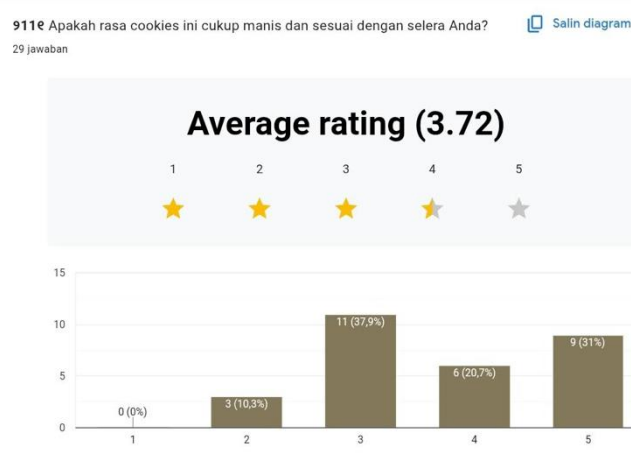 911e Apakah rasa cookies ini cukup manis dan sesuai dengan selera Anda?
Salin diagram
29 jawaban
Average rating (3.72)
1 2 3 4 5
15
10
5
0
0 (0%)
3 (10,3%)
11 (37,9%)
6 (20,7%)
9 (31%)
1 2 3 4 5